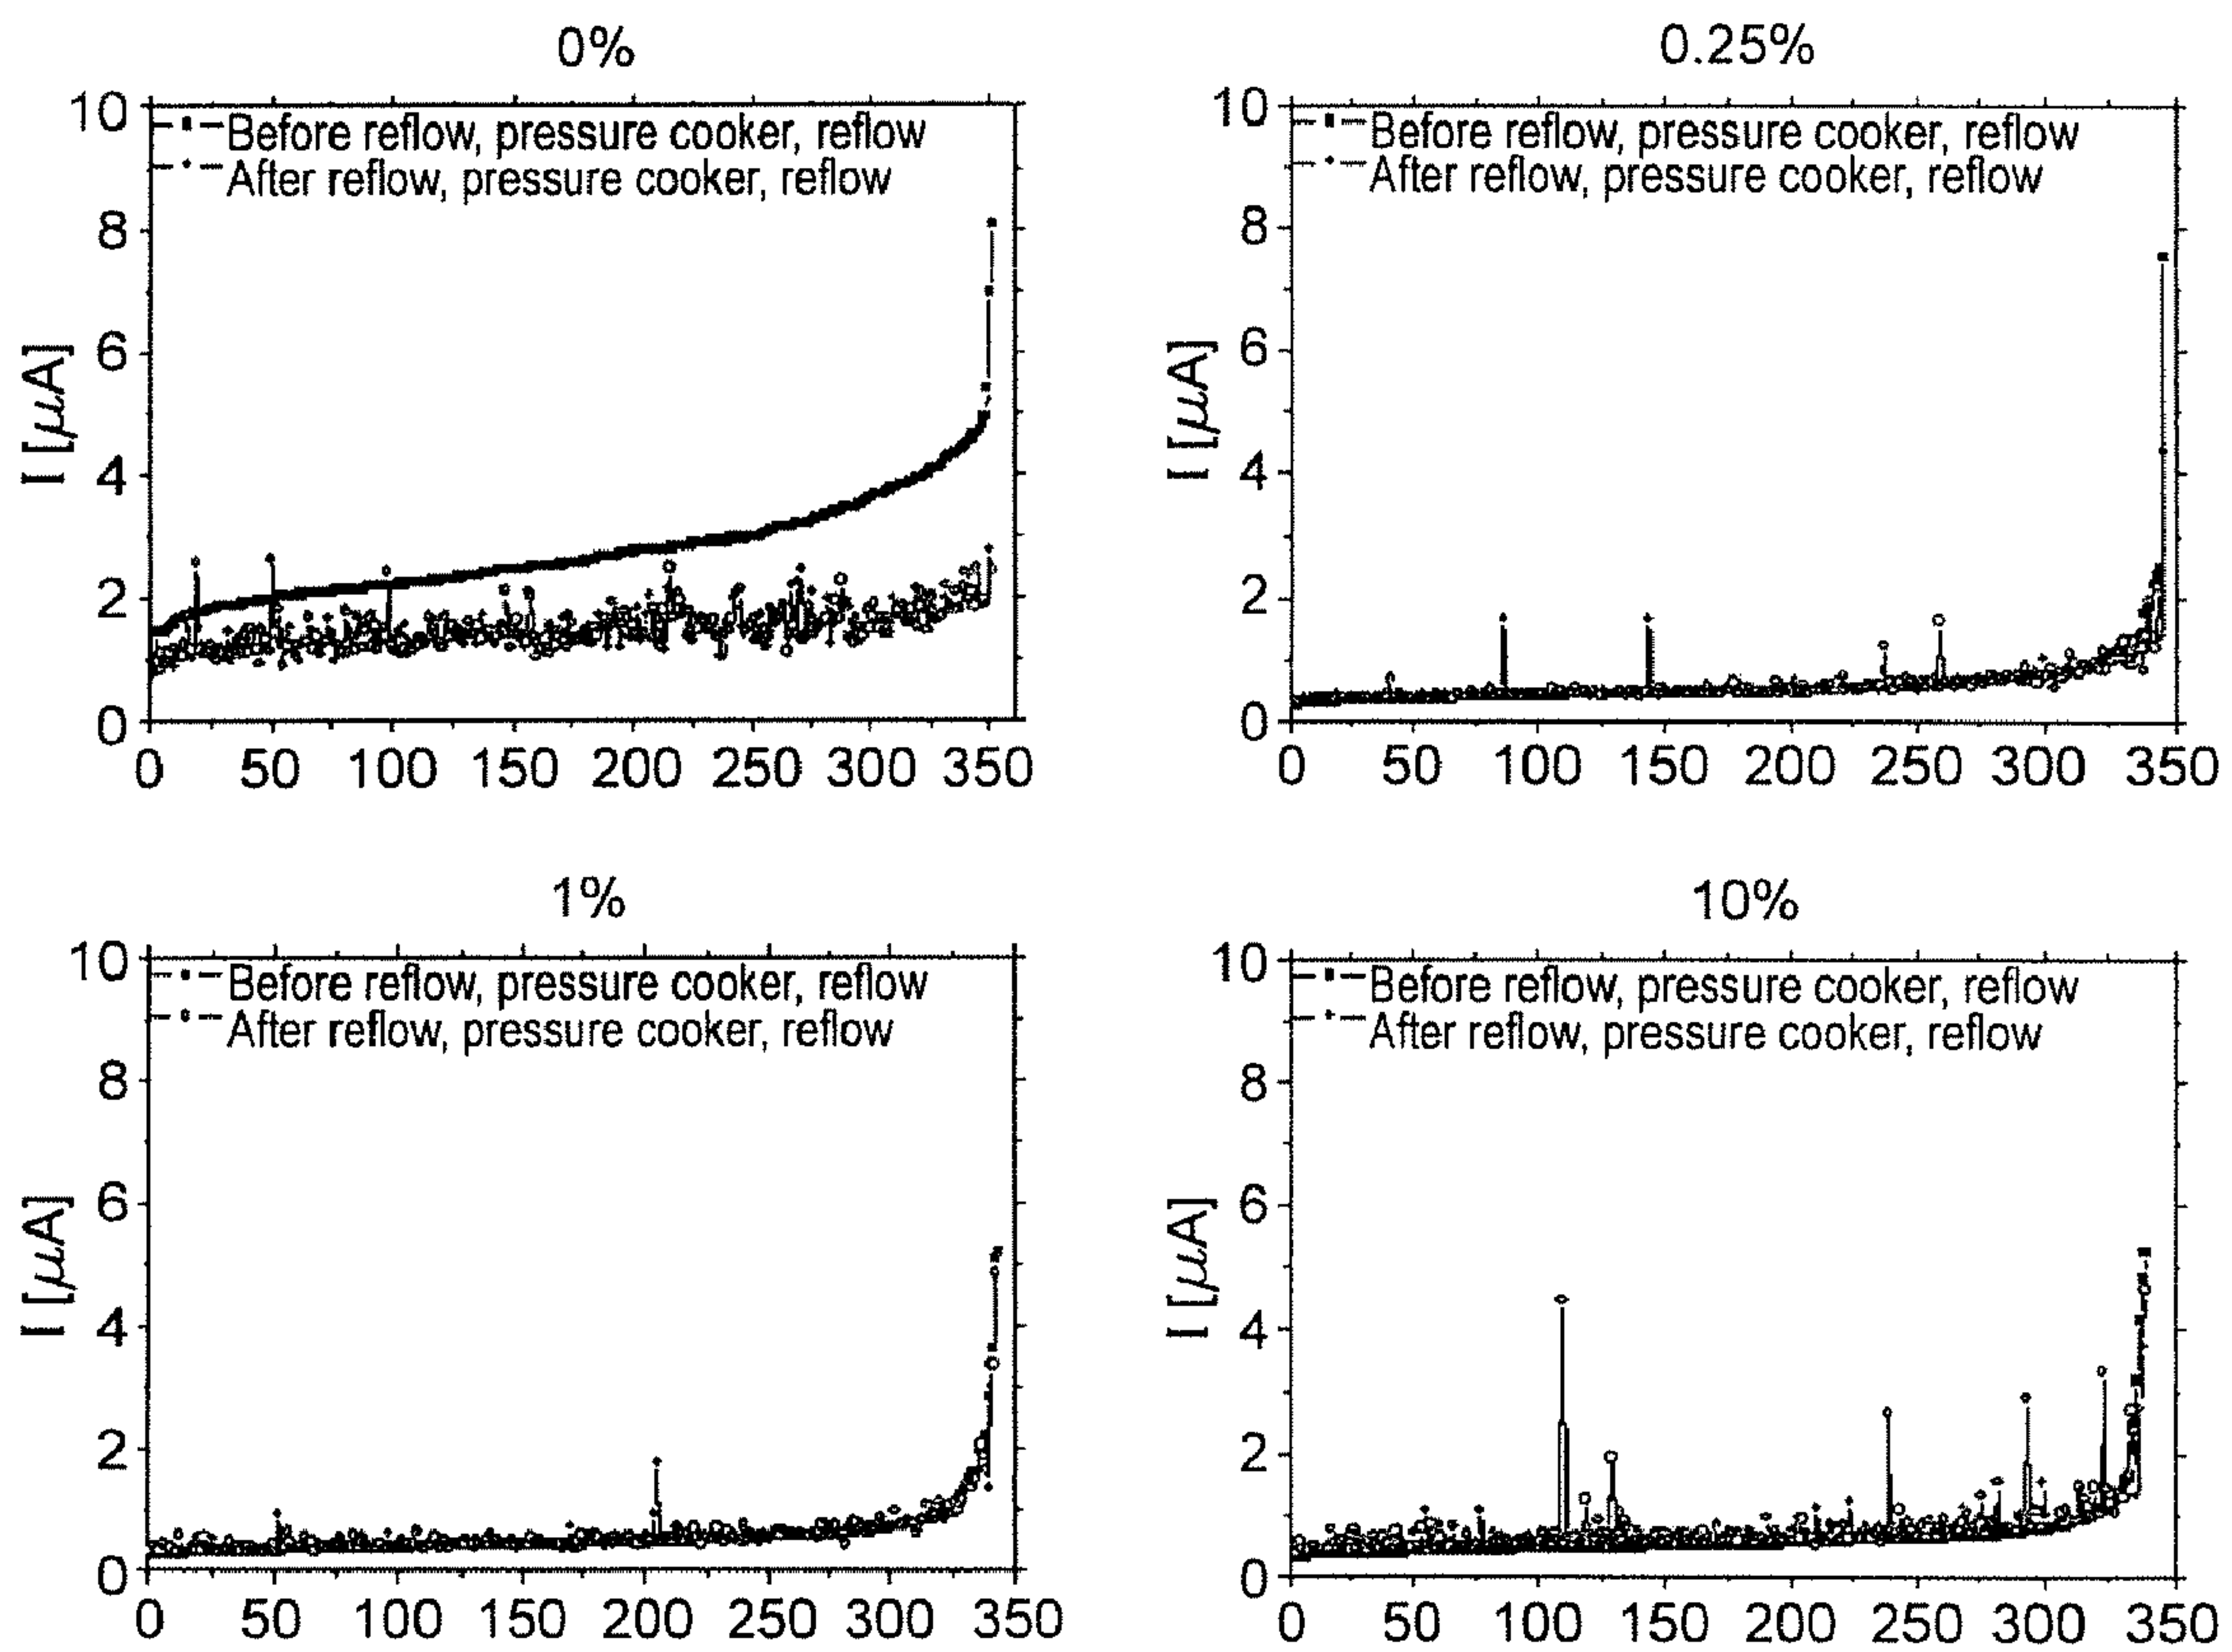 0%
10
Before reflow, pressure cooker, reflow
After reflow, pressure cooker, reflow
8
6
4
2
0
I [μA]
0 50 100 150 200 250 300 350
0.25%
10
Before reflow, pressure cooker, reflow
After reflow, pressure cooker, reflow
8
6
4
2
0
I [μA]
0 50 100 150 200 250 300 350
1%
10
Before reflow, pressure cooker, reflow
After reflow, pressure cooker, reflow
8
6
4
2
0
I [μA]
0 50 100 150 200 250 300 350
10%
10
Before reflow, pressure cooker, reflow
After reflow, pressure cooker, reflow
8
6
4
2
0
I [μA]
0 50 100 150 200 250 300 350